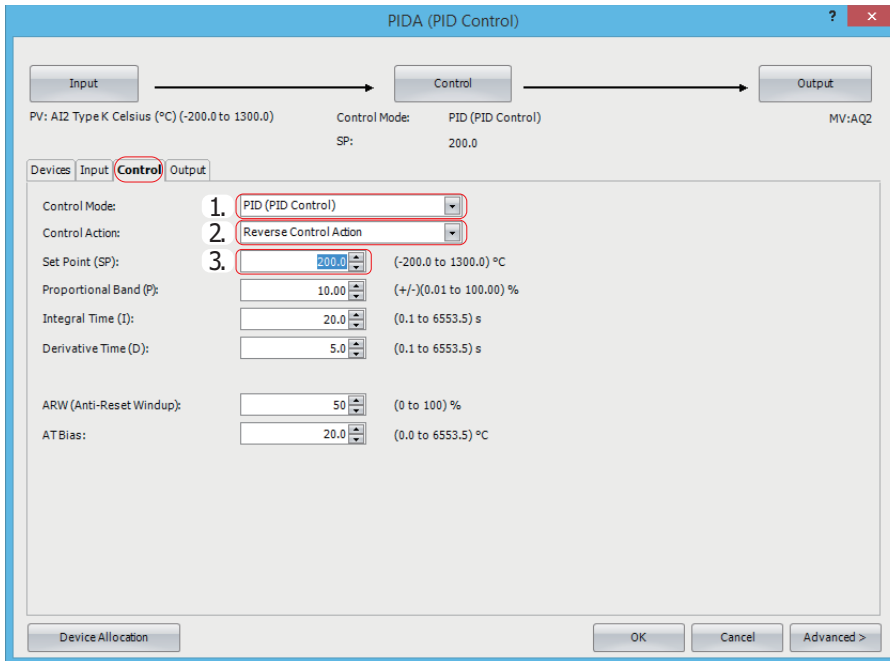 PIDA (PID Control)
? ×
Input Control Output
PV: AI2 Type K Celsius (°C) (-200.0 to 1300.0) Control Mode: PID (PID Control) MV:AQ2
SP: 200.0
Devices Input Control Output
Control Mode: 1. PID (PID Control)
Control Action: 2. Reverse Control Action
Set Point (SP): 3. 200.0 (-200.0 to 1300.0) °C
Proportional Band (P): 10.00 (+/-)(0.01 to 100.00) %
Integral Time (I): 20.0 (0.1 to 6553.5) s
Derivative Time (D): 5.0 (0.1 to 6553.5) s
ARW (Anti-Reset Windup): 50 (0 to 100) %
AT Bias: 20.0 (0.0 to 6553.5) °C
Device Allocation OK Cancel Advanced >